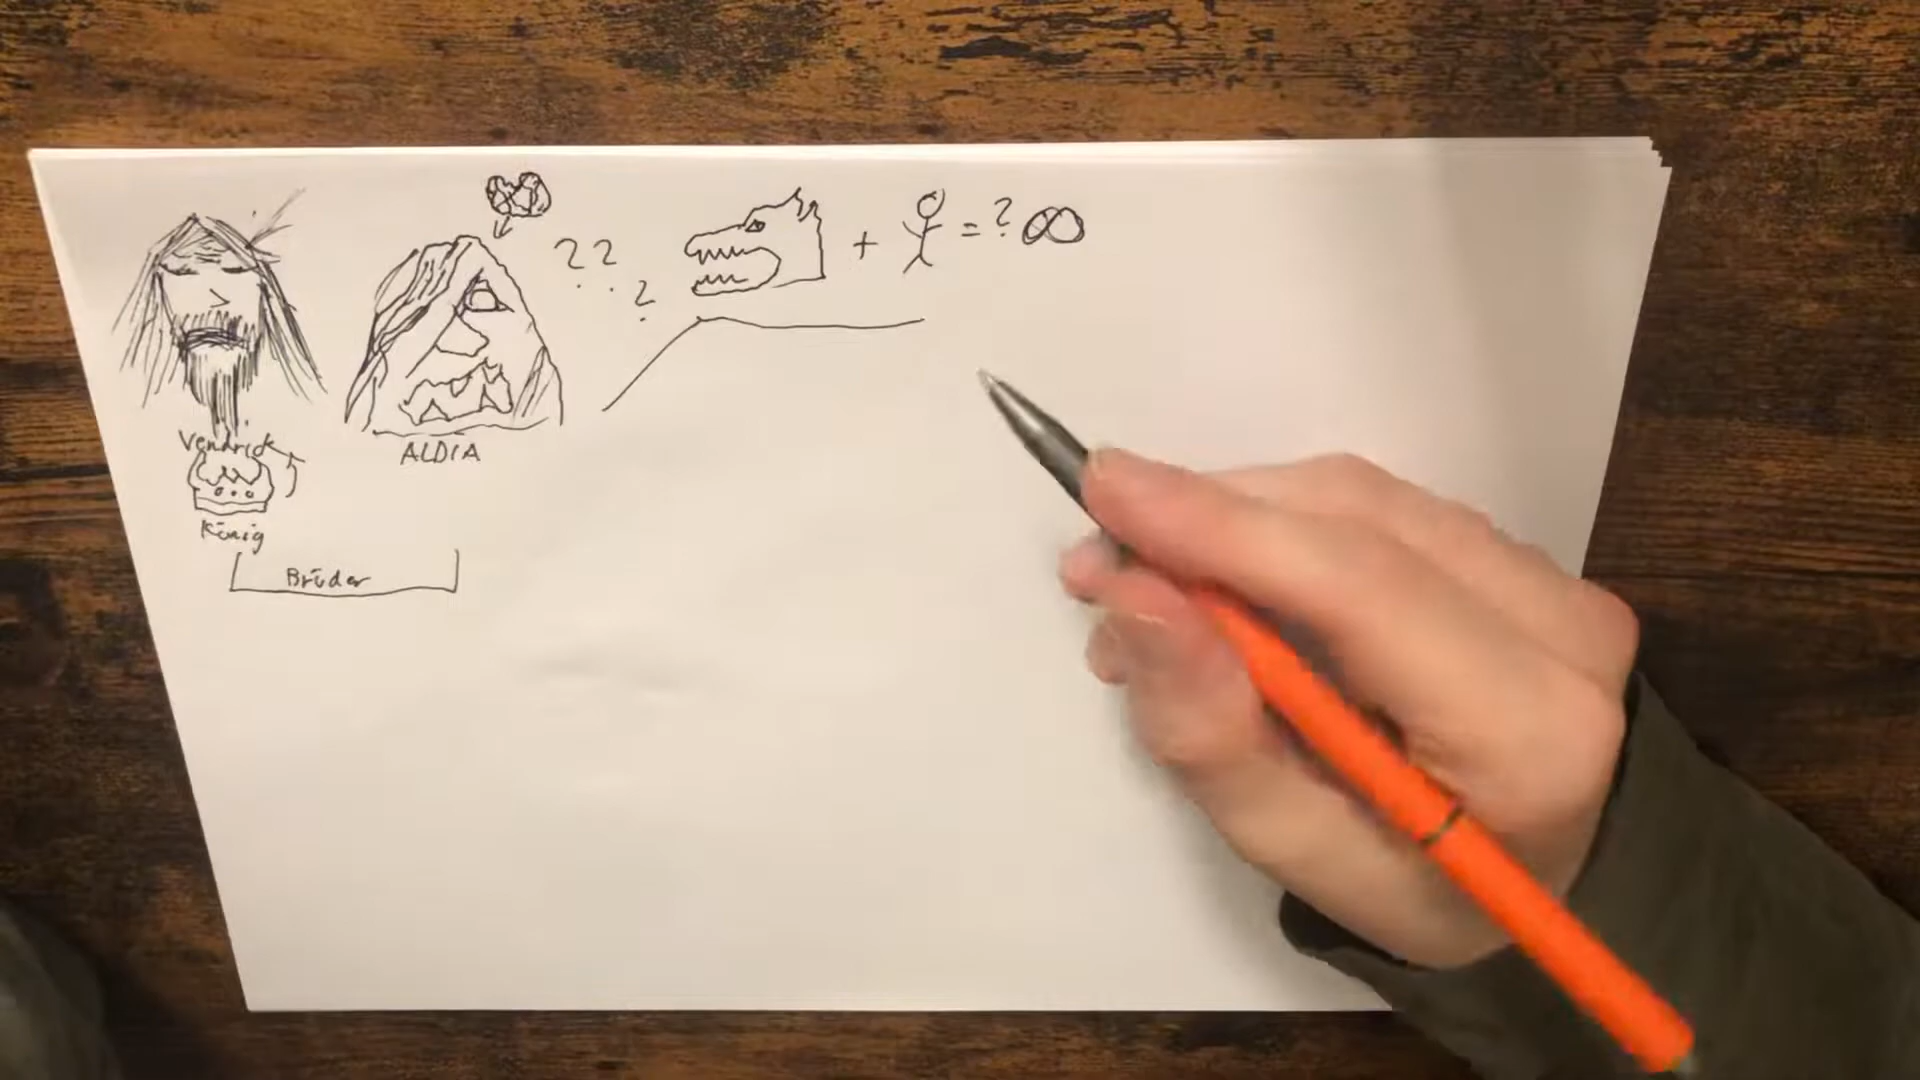 ? ?
?
+ = ? ∞
Vendrick
ALDIA
König
Brüder